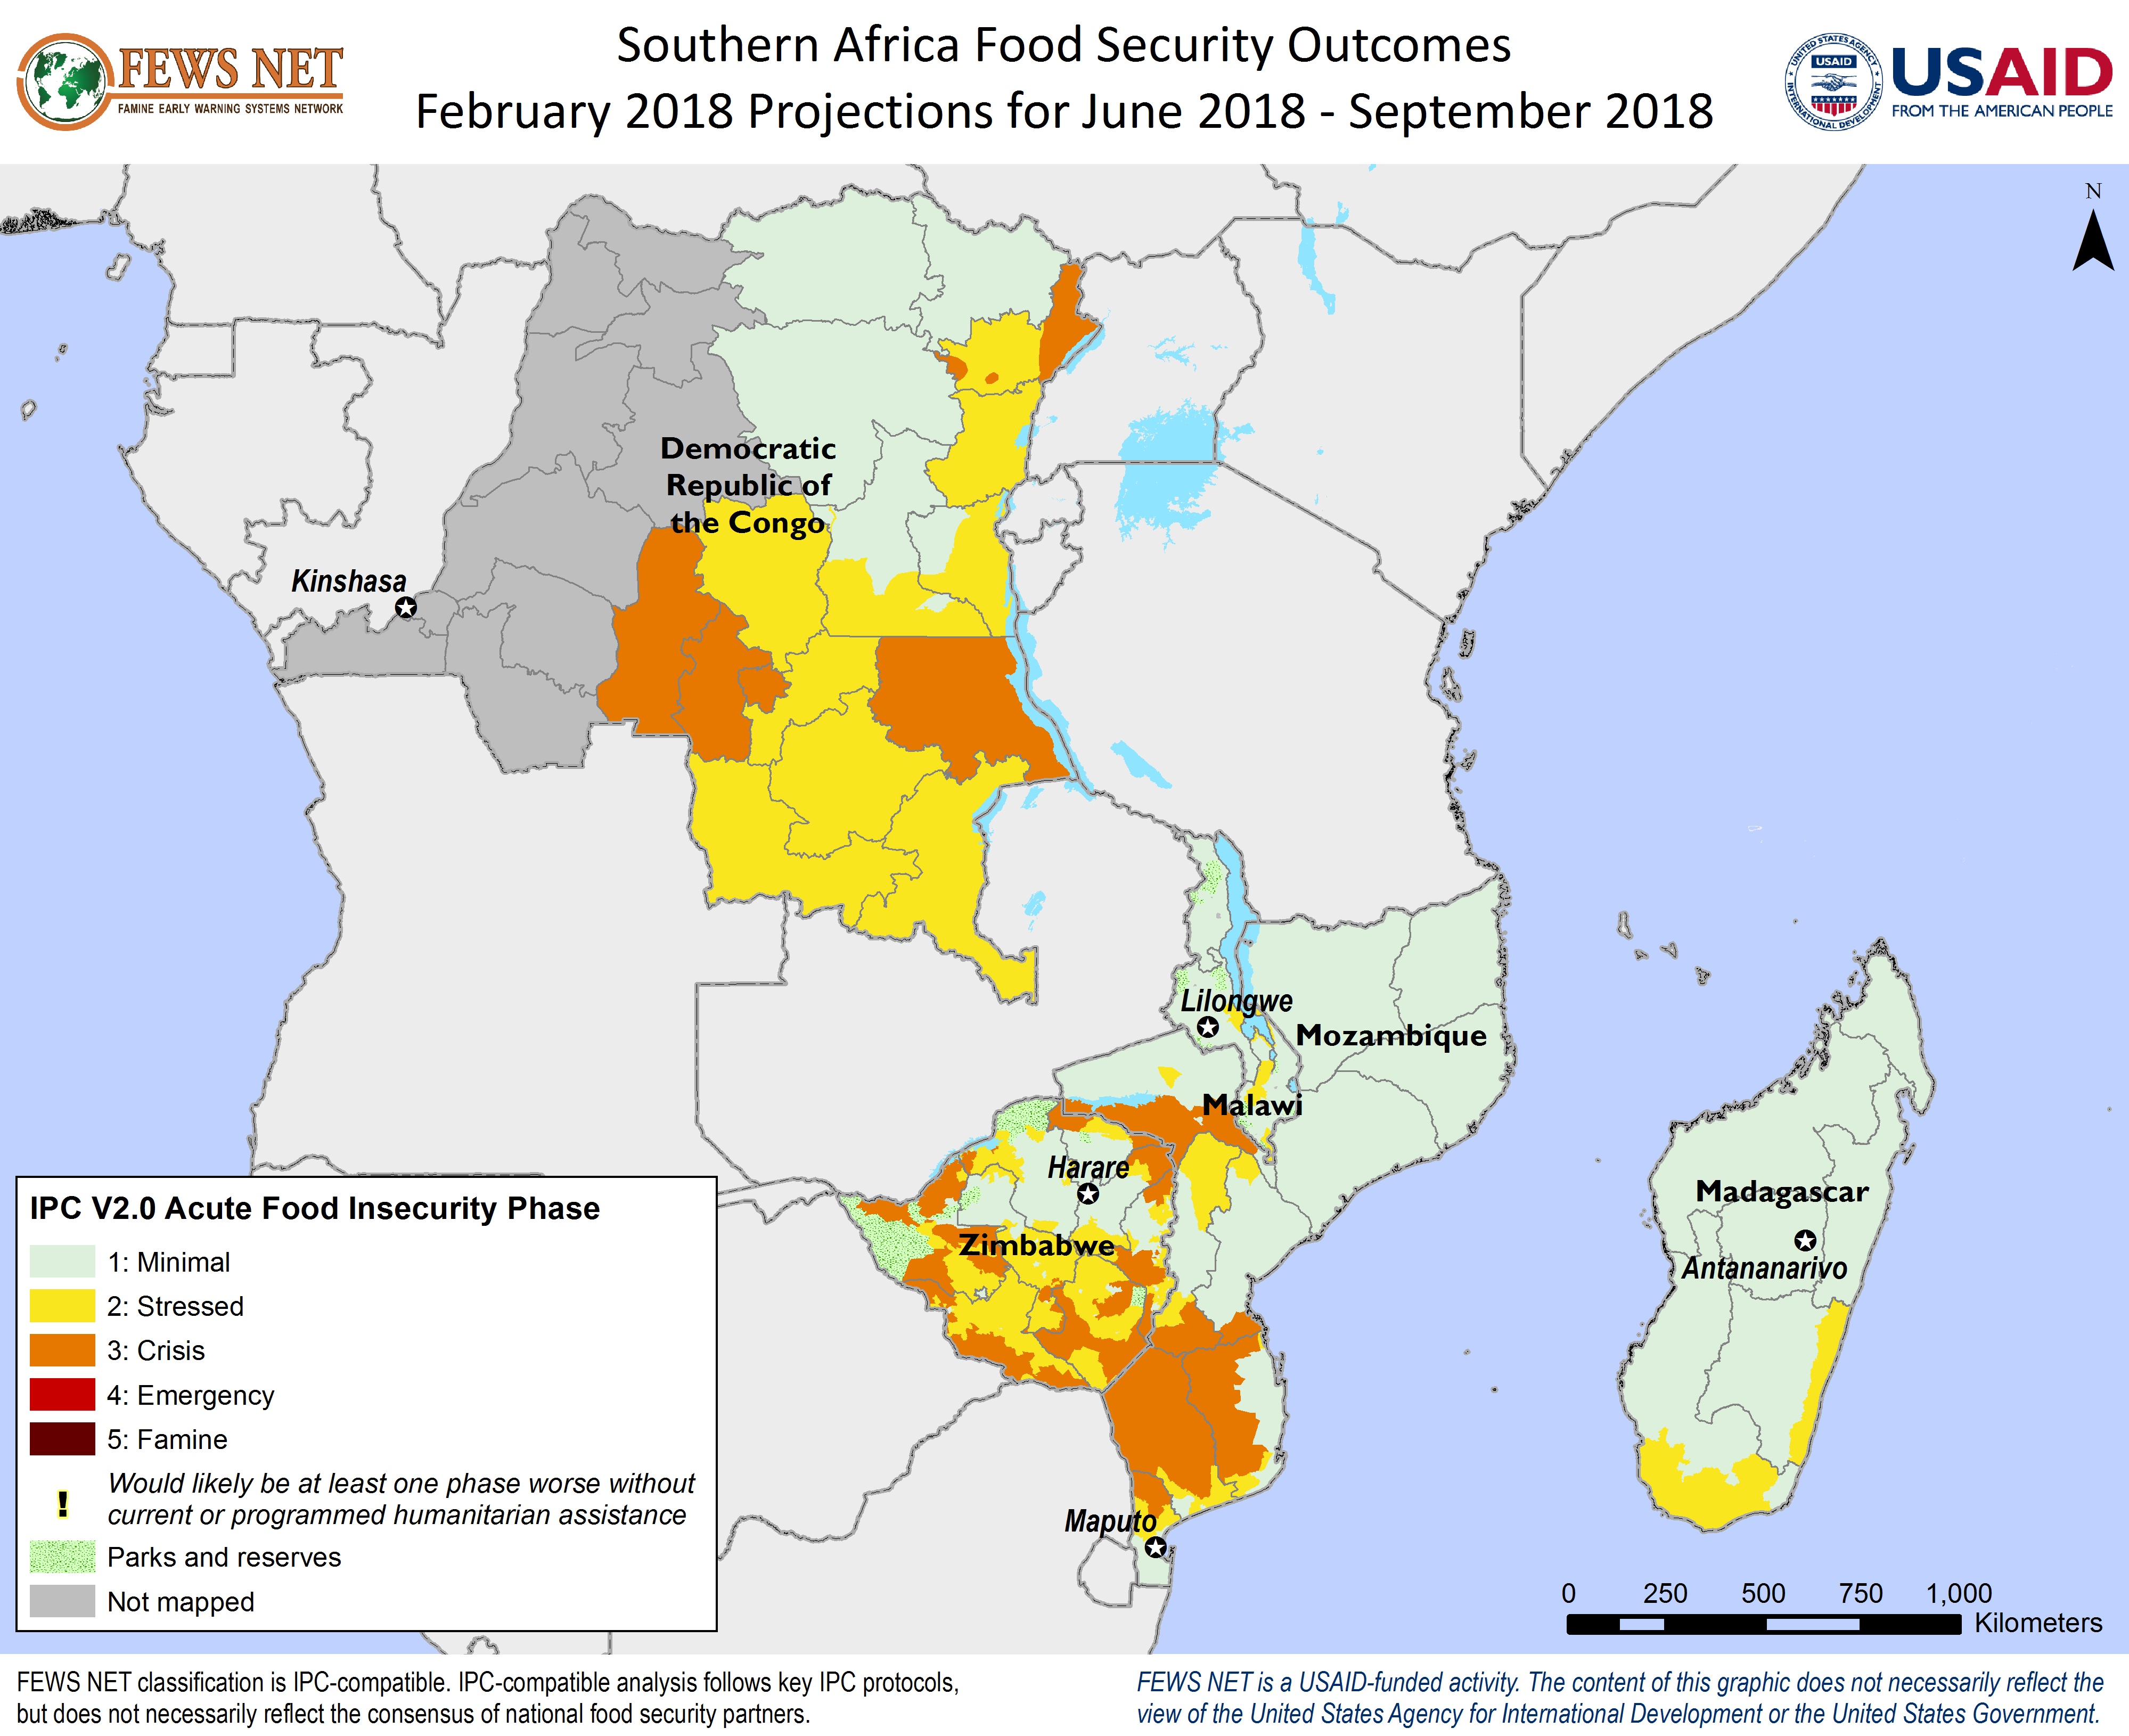 FEWS NET
FAMINE EARLY WARNING SYSTEMS NETWORK
Southern Africa Food Security Outcomes
February 2018 Projections for June 2018 - September 2018
UNITED STATES AGENCY
USAID
INTERNATIONAL DEVELOPMENT
USAID
FROM THE AMERICAN PEOPLE
N
Democratic
Republic of
the Congo
Kinshasa
Lilongwe
Mozambique
Malawi
Harare
Zimbabwe
Madagascar
Antananarivo
Maputo
IPC V2.0 Acute Food Insecurity Phase
1: Minimal
2: Stressed
3: Crisis
4: Emergency
5: Famine
! Would likely be at least one phase worse without
current or programmed humanitarian assistance
Parks and reserves
Not mapped
0 250 500 750 1,000
Kilometers
FEWS NET classification is IPC-compatible. IPC-compatible analysis follows key IPC protocols,
but does not necessarily reflect the consensus of national food security partners.
FEWS NET is a USAID-funded activity. The content of this graphic does not necessarily reflect the
view of the United States Agency for International Development or the United States Government.